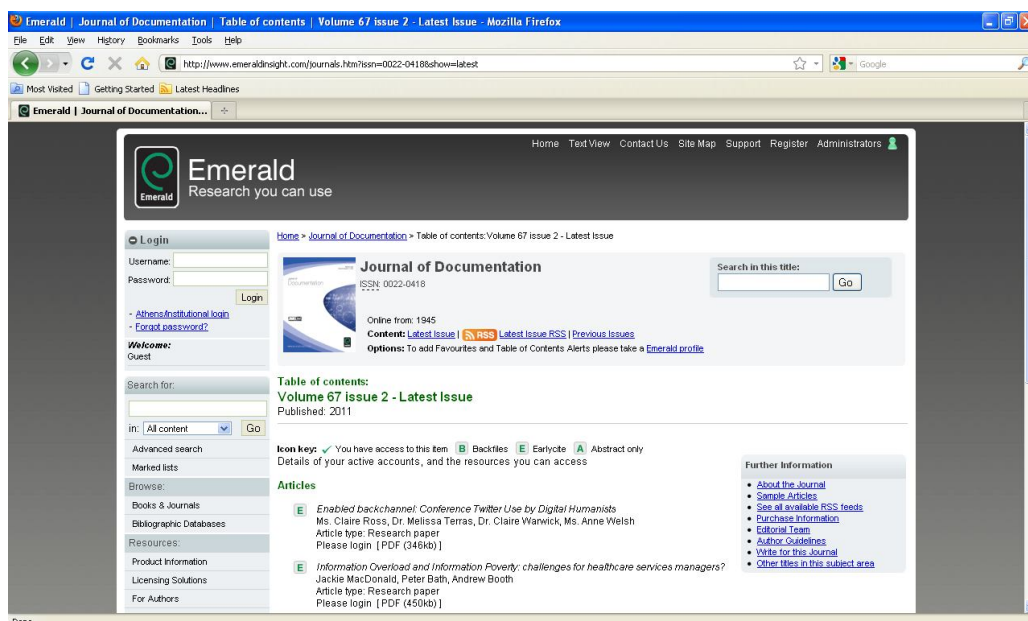 Emerald | Journal of Documentation | Table of contents | Volume 67 issue 2 - Latest Issue - Mozilla Firefox
File Edit View History Bookmarks Tools Help
http://www.emeraldinsight.com/journals.htm?issn=0022-0418&show=latest
Google
Most Visited Getting Started Latest Headlines
Emerald | Journal of Documentation...
Home Text View Contact Us Site Map Support Register Administrators
Emerald
Emerald
Research you can use
Login
Username:
Password:
Login
- Athens/Institutional login
- Forgot password?
Welcome:
Guest
Search for:
in: All content Go
Advanced search
Marked lists
Browse:
Books & Journals
Bibliographic Databases
Resources:
Product Information
Licensing Solutions
For Authors
Home > Journal of Documentation > Table of contents: Volume 67 issue 2 - Latest Issue
Journal of Documentation
ISSN: 0022-0418
Online from: 1945
Content: Latest Issue | RSS Latest Issue RSS | Previous Issues
Options: To add Favourites and Table of Contents Alerts please take a Emerald profile
Search in this title:
Go
Table of contents:
Volume 67 issue 2 - Latest Issue
Published: 2011
Icon key: You have access to this item B Backfiles E Earlycite A Abstract only
Details of your active accounts, and the resources you can access
Articles
E Enabled backchannel: Conference Twitter Use by Digital Humanists
Ms. Claire Ross, Dr. Melissa Terras, Dr. Claire Warwick, Ms. Anne Welsh
Article type: Research paper
Please login [ PDF (346kb) ]
E Information Overload and Information Poverty: challenges for healthcare services managers?
Jackie MacDonald, Peter Bath, Andrew Booth
Article type: Research paper
Please login [ PDF (450kb) ]
Further Information
About the Journal
Sample Articles
See all available RSS feeds
Purchase Information
Editorial Team
Author Guidelines
Write for this Journal
Other titles in this subject area